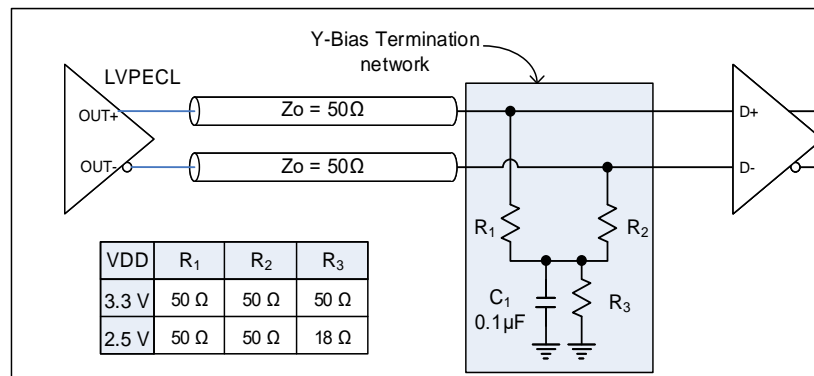 Y-Bias Termination
network
LVPECL
OUT+
Zo = 50Ω
D+
OUT-
Zo = 50Ω
D-
R₁
R₂
VDD R₁ R₂ R₃
3.3 V 50 Ω 50 Ω 50 Ω
2.5 V 50 Ω 50 Ω 18 Ω
C₁
0.1µF
R₃